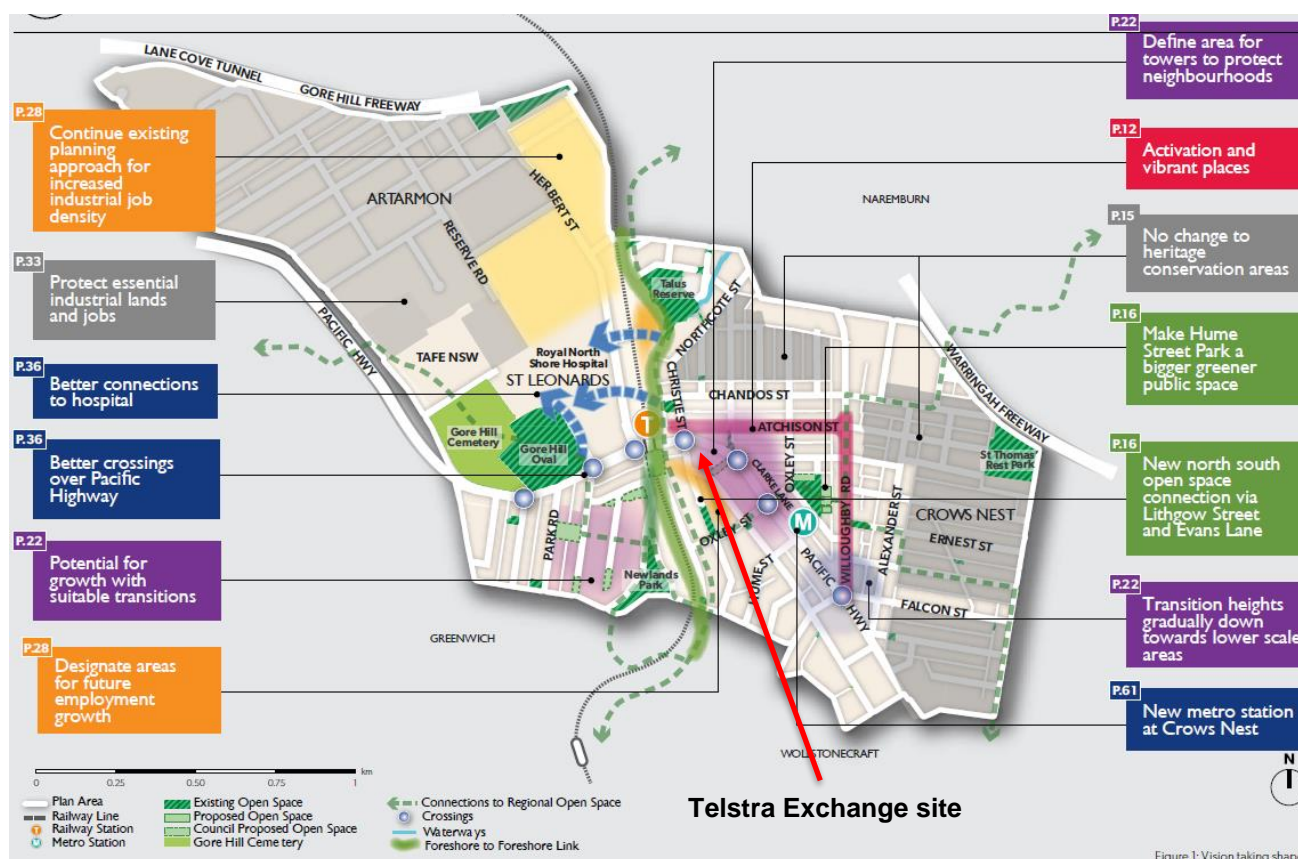 P.28
Continue existing
planning
approach for
increased
industrial job
density
P.33
Protect essential
industrial lands
and jobs
P.36
Better connections
to hospital
P.36
Better crossings
over Pacific
Highway
P.22
Potential for
growth with
suitable transitions
P.28
Designate areas
for future
employment
growth
LANE COVE TUNNEL
GORE HILL FREEWAY
ARTARMON
HERBERT ST
RESERVE RD
PACIFIC HWY
TAFE NSW
Royal North
Shore Hospital
ST LEONARDS
Gore Hill
Cemetery
Gore Hill
Oval
PARK RD
Newlands
Park
GREENWICH
Talus
Reserve
NORTHCOTE ST
CHRISTIE ST
CHANDOS ST
ATCHISON ST
T
OXLEY ST
CLARKE LANE
OXLEY ST
HUME ST
M
PACIFIC HWY
WILLOUGHBY RD
ALEXANDER ST
FALCON ST
ERNEST ST
CROWS NEST
St Thomas
Rest Park
WARRINGAH FREEWAY
NAREMBURN
WOLLSTONECRAFT
P.22
Define area for
towers to protect
neighbourhoods
P.12
Activation and
vibrant places
P.15
No change to
heritage
conservation areas
P.16
Make Hume
Street Park a
bigger greener
public space
P.16
New north south
open space
connection via
Lithgow Street
and Evans Lane
P.22
Transition heights
gradually down
towards lower scale
areas
P.61
New metro station
at Crows Nest
N
km
0 0.25 0.50 0.75 1
Plan Area
Railway Line
T Railway Station
M Metro Station
Existing Open Space
Proposed Open Space
Council Proposed Open Space
Gore Hill Cemetery
Connections to Regional Open Space
Crossings
Waterways
Foreshore to Foreshore Link
Telstra Exchange site
Figure 1: Vision taking shap